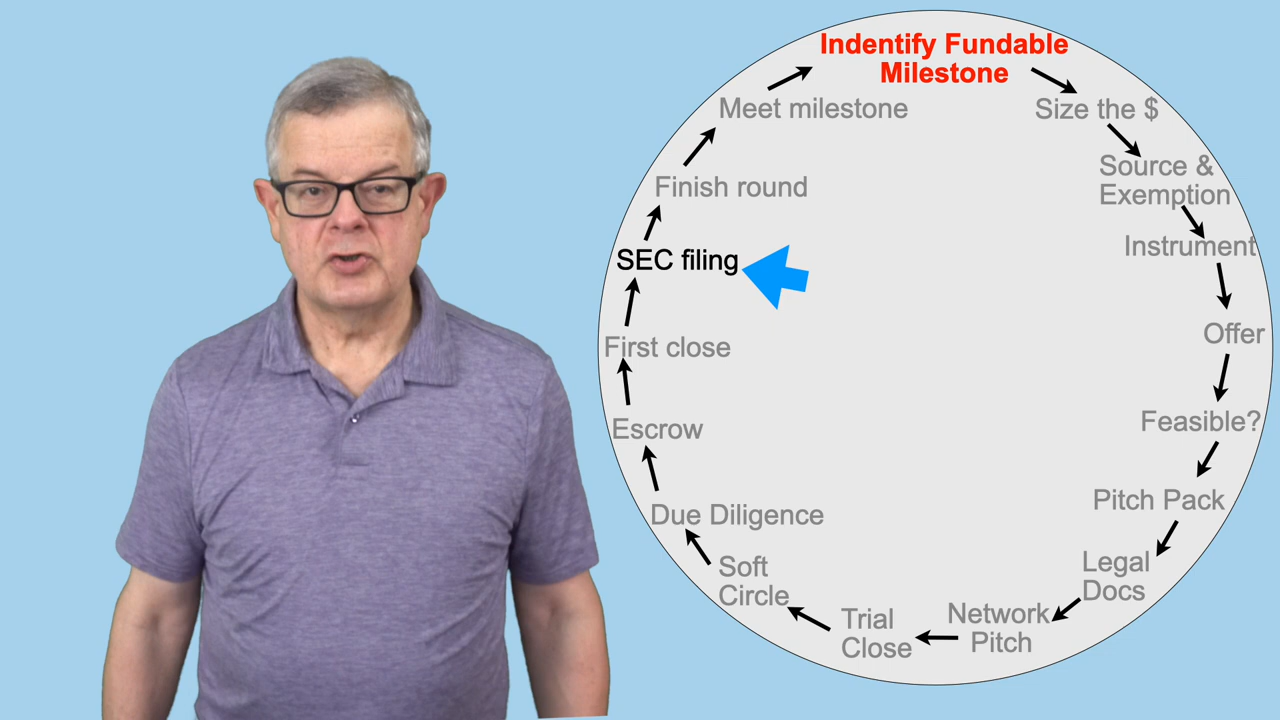 Indentify Fundable
Milestone
Size the $
Source &
Exemption
Instrument
Offer
Feasible?
Pitch Pack
Legal
Docs
Network
Pitch
Trial
Close
Soft
Circle
Due Diligence
Escrow
First close
SEC filing
Finish round
Meet milestone